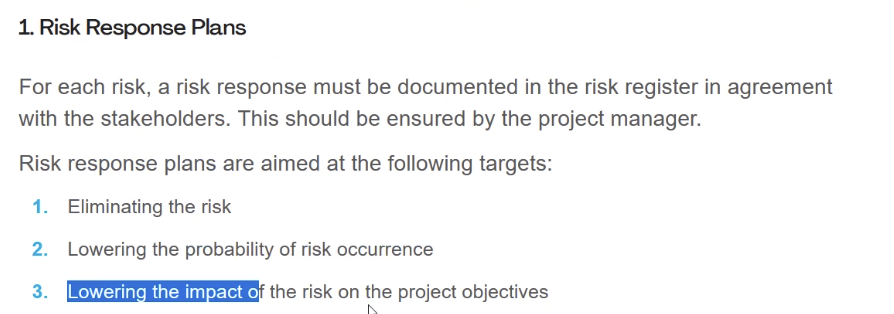 1. Risk Response Plans
For each risk, a risk response must be documented in the risk register in agreement
with the stakeholders. This should be ensured by the project manager.
Risk response plans are aimed at the following targets:
1. Eliminating the risk
2. Lowering the probability of risk occurrence
3. Lowering the impact of the risk on the project objectives